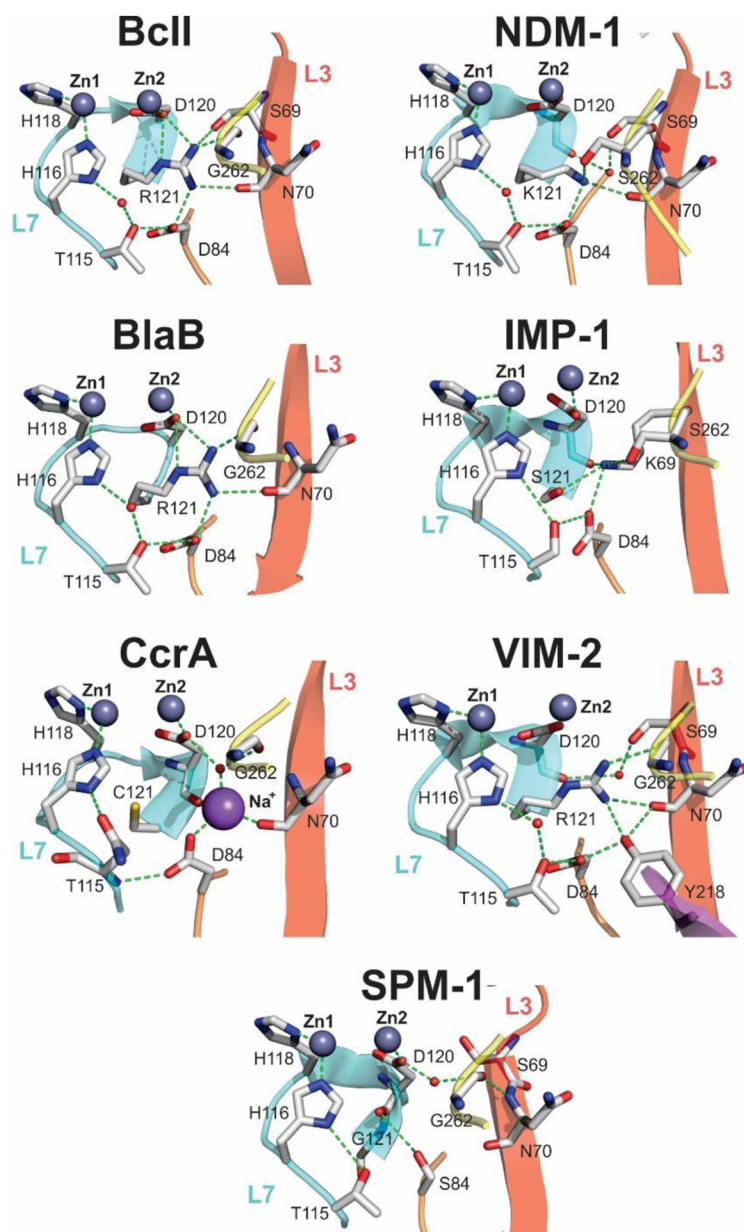 BcII
Zn1
Zn2
L3
D120
S69
H118
H116
G262
R121
N70
L7
D84
T115
NDM-1
Zn1
Zn2
L3
D120
S69
H118
H116
S262
K121
N70
L7
D84
T115
BlaB
L3
Zn1
Zn2
D120
H118
G262
H116
R121
N70
L7
D84
T115
IMP-1
L3
Zn1
Zn2
D120
H118
S262
H116
K69
S121
L7
D84
T115
CcrA
L3
Zn1
Zn2
H118
D120
H116
G262
C121
Na+
N70
L7
D84
T115
VIM-2
L3
Zn1
Zn2
S69
H118
D120
G262
H116
R121
N70
L7
T115
D84
Y218
SPM-1
L3
Zn1
Zn2
D120
S69
H118
H116
G262
G121
N70
L7
S84
T115